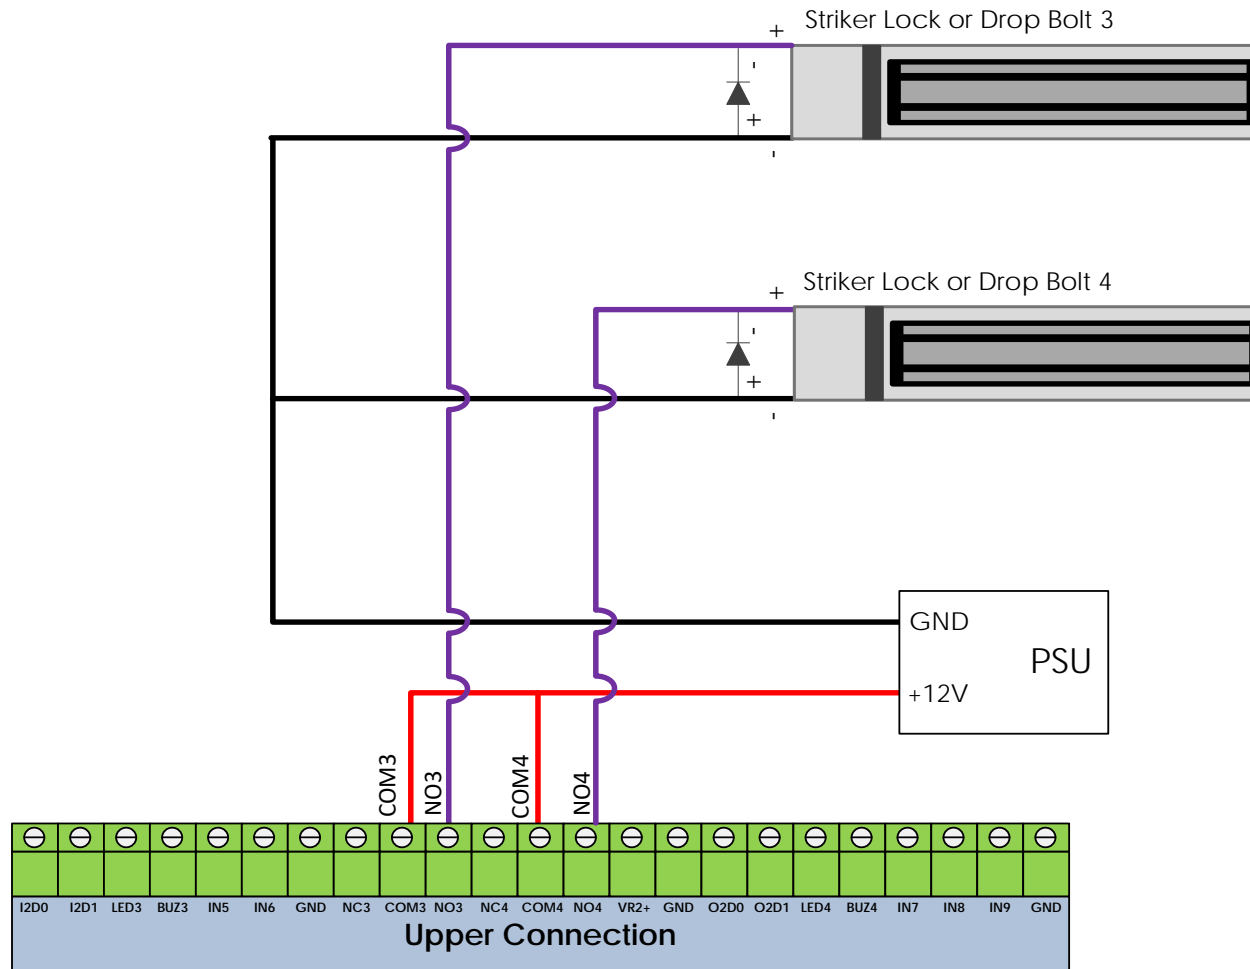 Striker Lock or Drop Bolt 3
+
-
+
-
Striker Lock or Drop Bolt 4
+
-
+
-
GND
PSU
+12V
COM3
NO3
COM4
NO4
I2D0 I2D1 LED3 BUZ3 IN5 IN6 GND NC3 COM3 NO3 NC4 COM4 NO4 VR2+ GND O2D0 O2D1 LED4 BUZ4 IN7 IN8 IN9 GND
Upper Connection